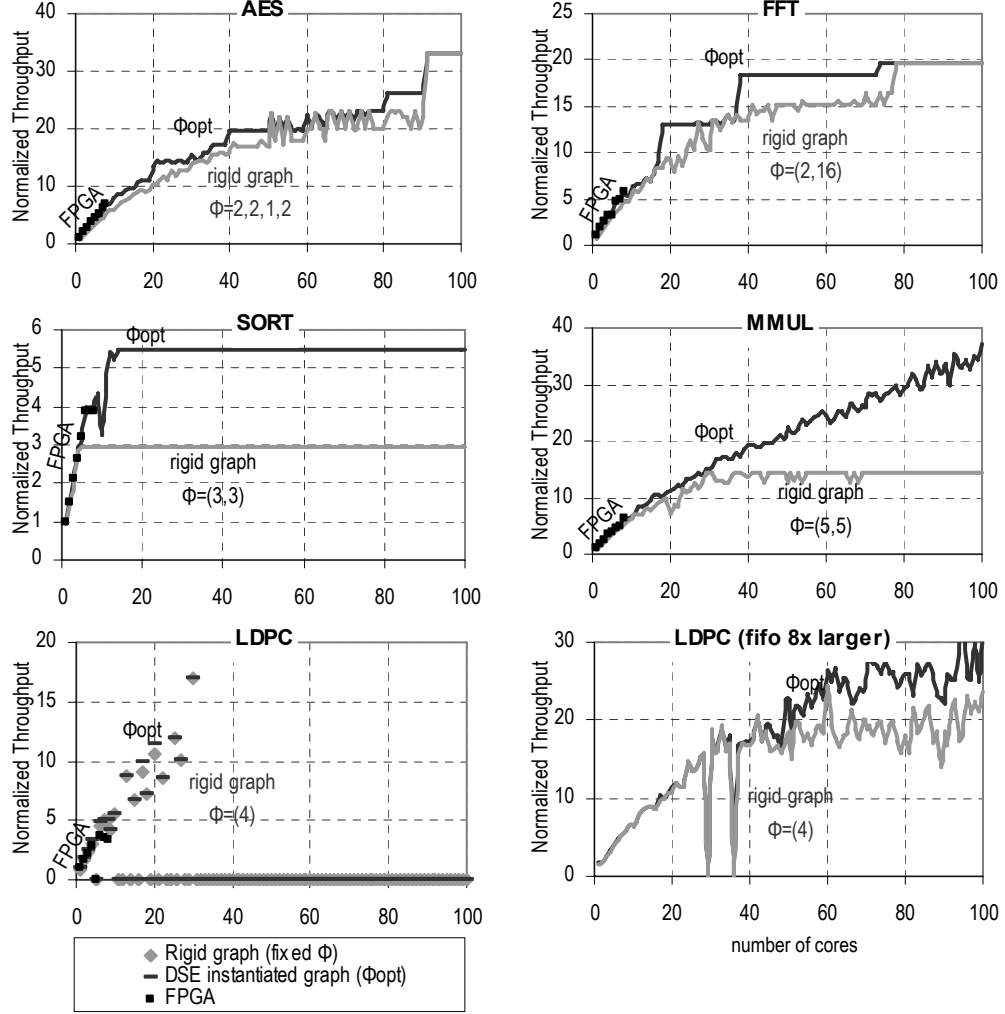 AES
Normalized Throughput
40
30
20
10
0
0 20 40 60 80 100
Φopt
rigid graph
Φ=2,2,1,2
FPGA
FFT
Normalized Throughput
25
20
15
10
5
0
0 20 40 60 80 100
Φopt
rigid graph
Φ=(2,16)
FPGA
SORT
Normalized Throughput
6
5
4
3
2
1
0
0 20 40 60 80 100
Φopt
rigid graph
Φ=(3,3)
FPGA
MMUL
Normalized Throughput
40
30
20
10
0
0 20 40 60 80 100
Φopt
rigid graph
Φ=(5,5)
FPGA
LDPC
Normalized Throughput
20
15
10
5
0
0 20 40 60 80 100
Φopt
rigid graph
Φ=(4)
FPGA
LDPC (fifo 8x larger)
Normalized Throughput
30
20
10
0
0 20 40 60 80 100
Φopt
rigid graph
Φ=(4)
number of cores
Rigid graph (fixed Φ)
DSE instantiated graph (Φopt)
FPGA